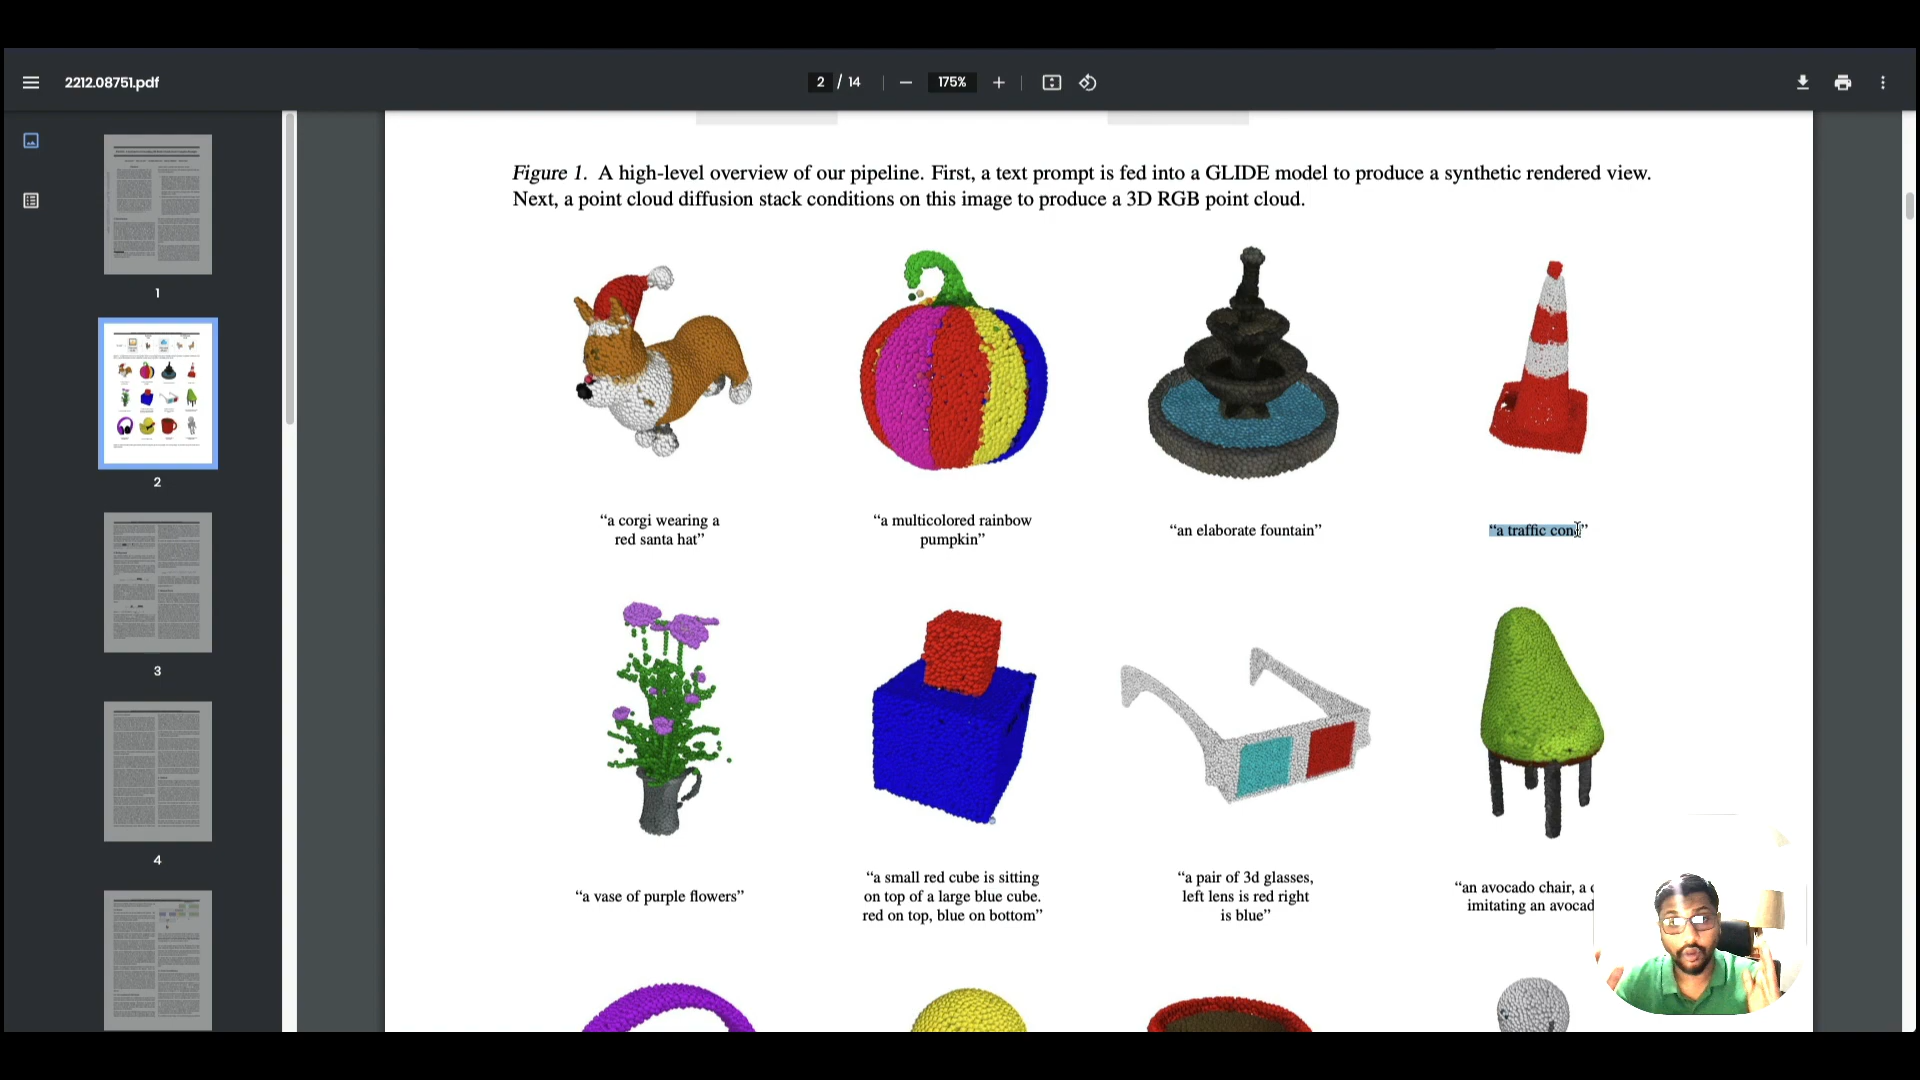 2212.08751.pdf
2 / 14
175%
Figure 1. A high-level overview of our pipeline. First, a text prompt is fed into a GLIDE model to produce a synthetic rendered view.
Next, a point cloud diffusion stack conditions on this image to produce a 3D RGB point cloud.
“a corgi wearing a
red santa hat”
“a multicolored rainbow
pumpkin”
“an elaborate fountain”
“a traffic cone”
“a vase of purple flowers”
“a small red cube is sitting
on top of a large blue cube.
red on top, blue on bottom”
“a pair of 3d glasses,
left lens is red right
is blue”
“an avocado chair, a
imitating an avocad
1
2
3
4